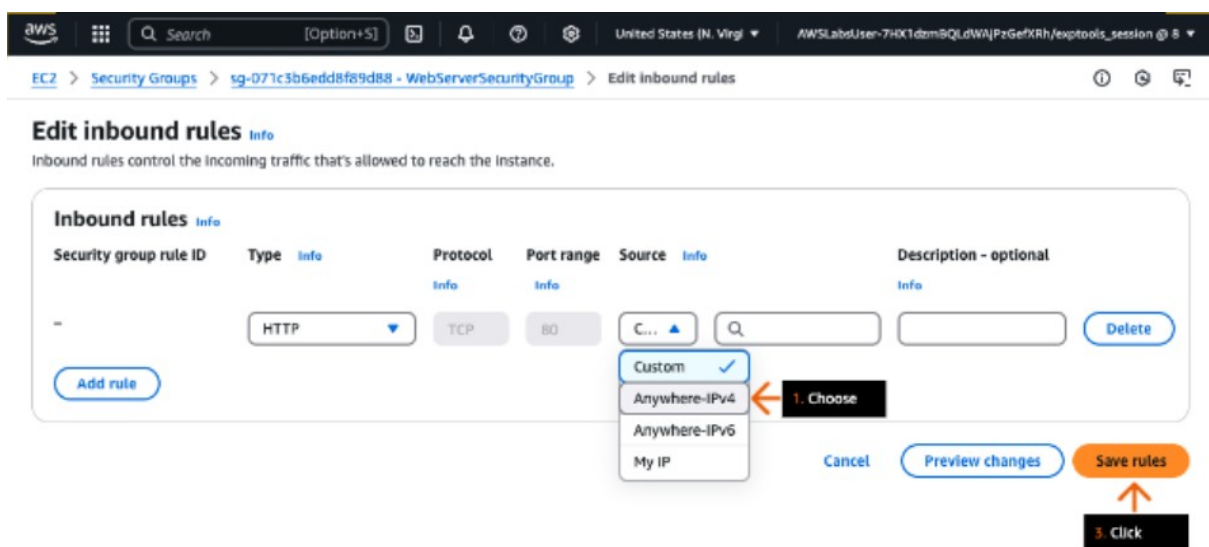 aws Search [Option+S] United States (N. Virgi AWSLabsUser-7HX1dzm8QLdWAjPzGefXRh/exptools_session @ 8
EC2 > Security Groups > sg-071c3b6edd8f89d88 - WebServerSecurityGroup > Edit inbound rules
Edit inbound rules Info
Inbound rules control the incoming traffic that's allowed to reach the instance.
Inbound rules Info
Security group rule ID Type Info Protocol Port range Source Info Description - optional
Info Info Info
– HTTP TCP 80 C... Delete
Custom
Add rule
Anywhere-IPv4 1. Choose
Anywhere-IPv6
My IP Cancel Preview changes Save rules
3. Click